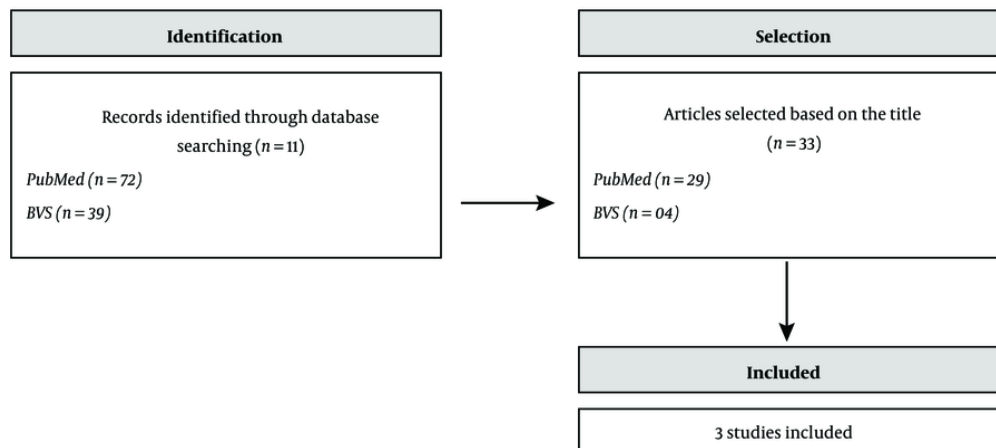 Identification
Records identified through database
searching (n = 11)
PubMed (n = 72)
BVS (n = 39)
Selection
Articles selected based on the title
(n = 33)
PubMed (n = 29)
BVS (n = 04)
Included
3 studies included